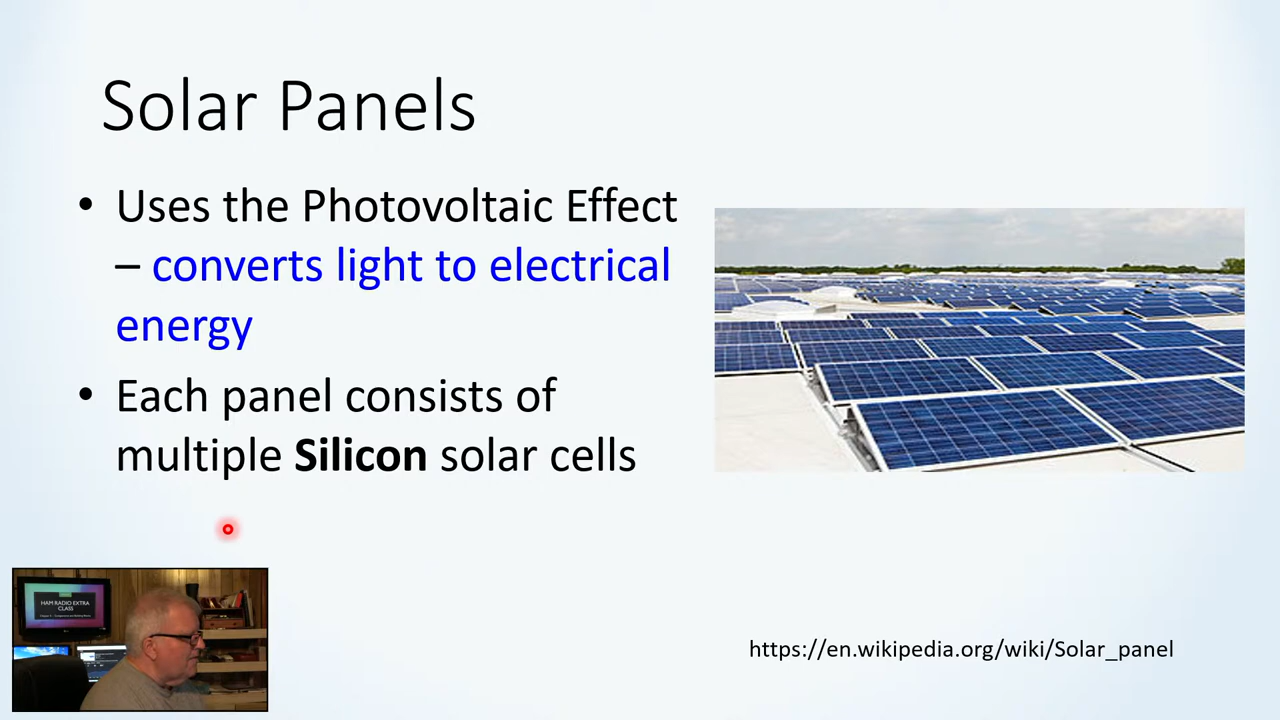 Solar Panels
• Uses the Photovoltaic Effect
– converts light to electrical
energy
• Each panel consists of
multiple Silicon solar cells
HAM RADIO EXTRA
CLASS
https://en.wikipedia.org/wiki/Solar_panel